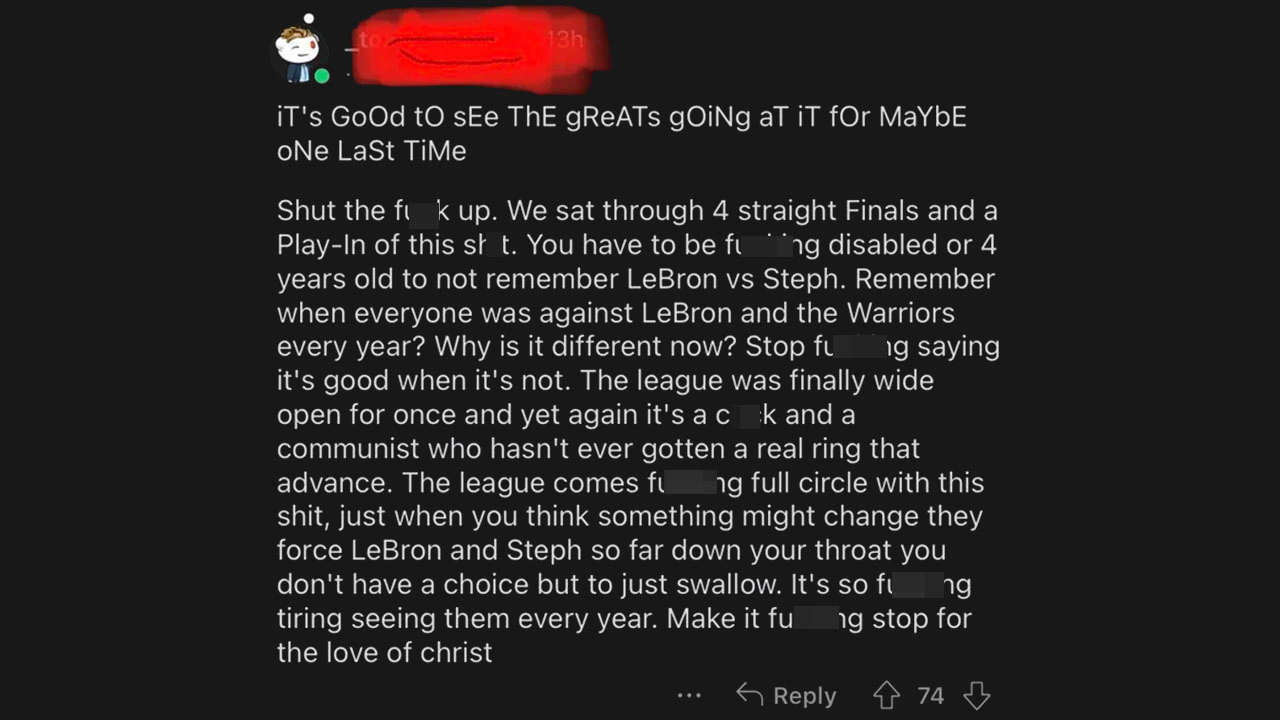 _to 13h
iT's GoOd tO sEe ThE gReATs gOiNg aT iT fOr MaYbE
oNe LaSt TiMe
Shut the fu k up. We sat through 4 straight Finals and a
Play-In of this sh t. You have to be fu ng disabled or 4
years old to not remember LeBron vs Steph. Remember
when everyone was against LeBron and the Warriors
every year? Why is it different now? Stop fu ng saying
it's good when it's not. The league was finally wide
open for once and yet again it's a c k and a
communist who hasn't ever gotten a real ring that
advance. The league comes fu ng full circle with this
shit, just when you think something might change they
force LeBron and Steph so far down your throat you
don't have a choice but to just swallow. It's so fu ng
tiring seeing them every year. Make it fu ng stop for
the love of christ
... Reply 74